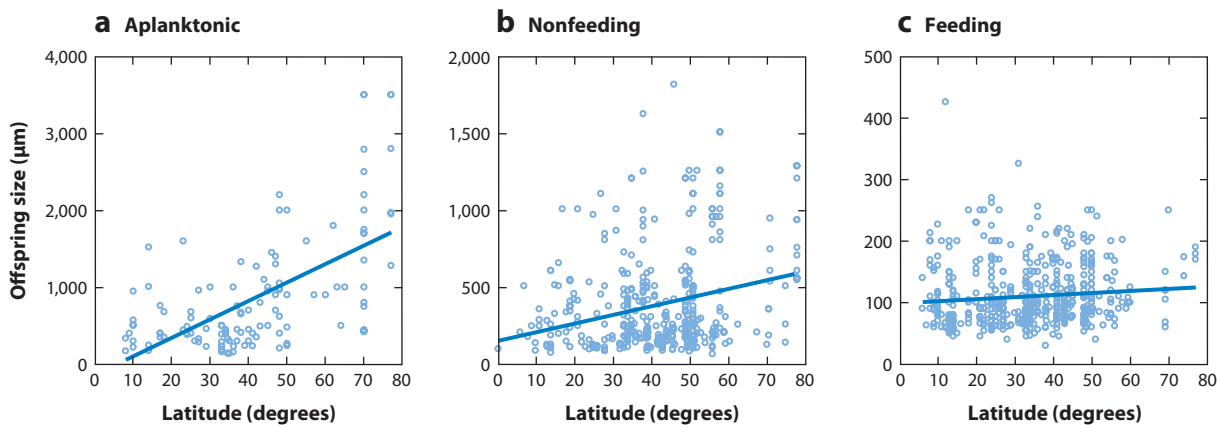 a Aplanktonic
b Nonfeeding
c Feeding
Offspring size (μm)
4,000
3,000
2,000
1,000
0
0 10 20 30 40 50 60 70 80
Latitude (degrees)
2,000
1,500
1,000
500
0
0 10 20 30 40 50 60 70 80
Latitude (degrees)
500
400
300
200
100
0
0 10 20 30 40 50 60 70 80
Latitude (degrees)